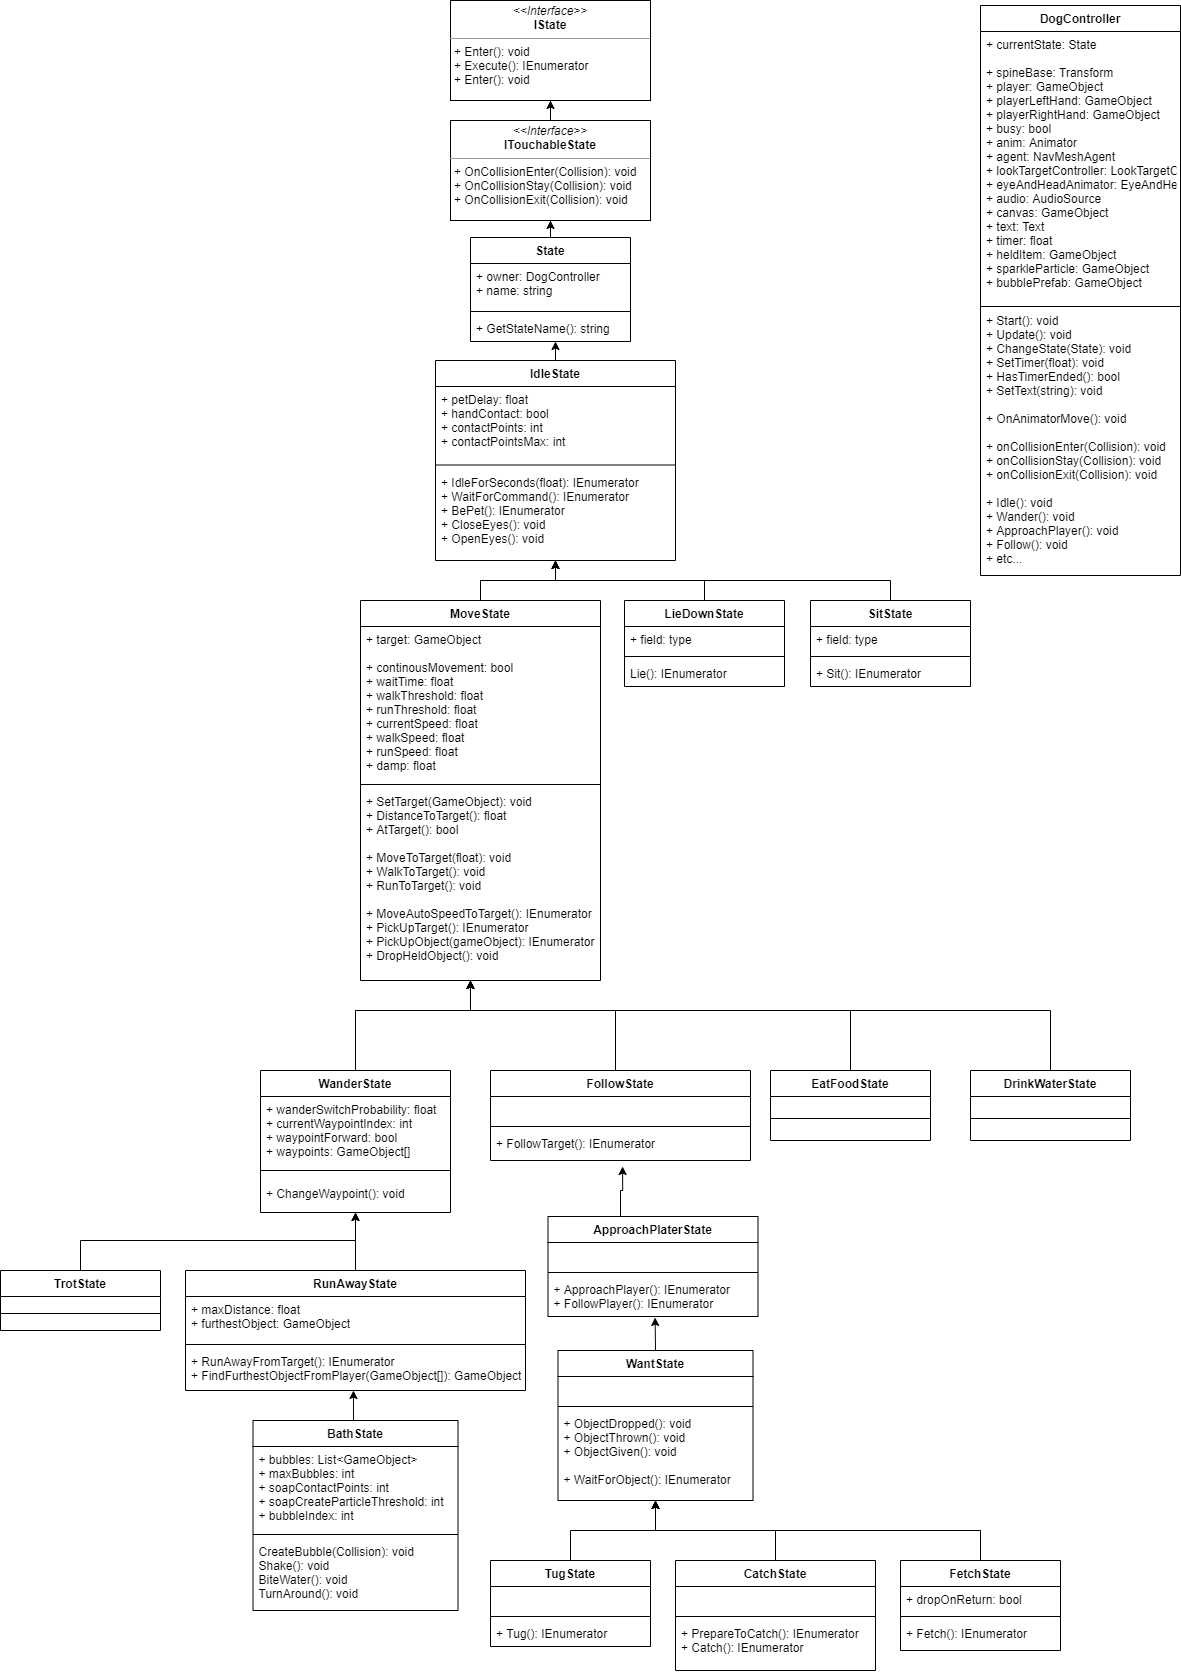 <<Interface>>
IState
+ Enter(): void
+ Execute(): IEnumerator
+ Enter(): void
<<Interface>>
ITouchableState
+ OnCollisionEnter(Collision): void
+ OnCollisionStay(Collision): void
+ OnCollisionExit(Collision): void
State
+ owner: DogController
+ name: string
+ GetStateName(): string
DogController
+ currentState: State
+ spineBase: Transform
+ player: GameObject
+ playerLeftHand: GameObject
+ playerRightHand: GameObject
+ busy: bool
+ anim: Animator
+ agent: NavMeshAgent
+ lookTargetController: LookTargetC
+ eyeAndHeadAnimator: EyeAndHe
+ audio: AudioSource
+ canvas: GameObject
+ text: Text
+ timer: float
+ heldItem: GameObject
+ sparkleParticle: GameObject
+ bubblePrefab: GameObject
+ Start(): void
+ Update(): void
+ ChangeState(State): void
+ SetTimer(float): void
+ HasTimerEnded(): bool
+ SetText(string): void
+ OnAnimatorMove(): void
+ onCollisionEnter(Collision): void
+ onCollisionStay(Collision): void
+ onCollisionExit(Collision): void
+ Idle(): void
+ Wander(): void
+ ApproachPlayer(): void
+ Follow(): void
+ etc...
IdleState
+ petDelay: float
+ handContact: bool
+ contactPoints: int
+ contactPointsMax: int
+ IdleForSeconds(float): IEnumerator
+ WaitForCommand(): IEnumerator
+ BePet(): IEnumerator
+ CloseEyes(): void
+ OpenEyes(): void
MoveState
+ target: GameObject
+ continousMovement: bool
+ waitTime: float
+ walkThreshold: float
+ runThreshold: float
+ currentSpeed: float
+ walkSpeed: float
+ runSpeed: float
+ damp: float
+ SetTarget(GameObject): void
+ DistanceToTarget(): float
+ AtTarget(): bool
+ MoveToTarget(float): void
+ WalkToTarget(): void
+ RunToTarget(): void
+ MoveAutoSpeedToTarget(): IEnumerator
+ PickUpTarget(): IEnumerator
+ PickUpObject(gameObject): IEnumerator
+ DropHeldObject(): void
LieDownState
+ field: type
Lie(): IEnumerator
SitState
+ field: type
+ Sit(): IEnumerator
WanderState
+ wanderSwitchProbability: float
+ currentWaypointIndex: int
+ waypointForward: bool
+ waypoints: GameObject[]
+ ChangeWaypoint(): void
FollowState
+ FollowTarget(): IEnumerator
EatFoodState
DrinkWaterState
TrotState
RunAwayState
+ maxDistance: float
+ furthestObject: GameObject
+ RunAwayFromTarget(): IEnumerator
+ FindFurthestObjectFromPlayer(GameObject[]): GameObject
ApproachPlaterState
+ ApproachPlayer(): IEnumerator
+ FollowPlayer(): IEnumerator
WantState
+ ObjectDropped(): void
+ ObjectThrown(): void
+ ObjectGiven(): void
+ WaitForObject(): IEnumerator
BathState
+ bubbles: List<GameObject>
+ maxBubbles: int
+ soapContactPoints: int
+ soapCreateParticleThreshold: int
+ bubbleIndex: int
CreateBubble(Collision): void
Shake(): void
BiteWater(): void
TurnAround(): void
TugState
+ Tug(): IEnumerator
CatchState
+ PrepareToCatch(): IEnumerator
+ Catch(): IEnumerator
FetchState
+ dropOnReturn: bool
+ Fetch(): IEnumerator